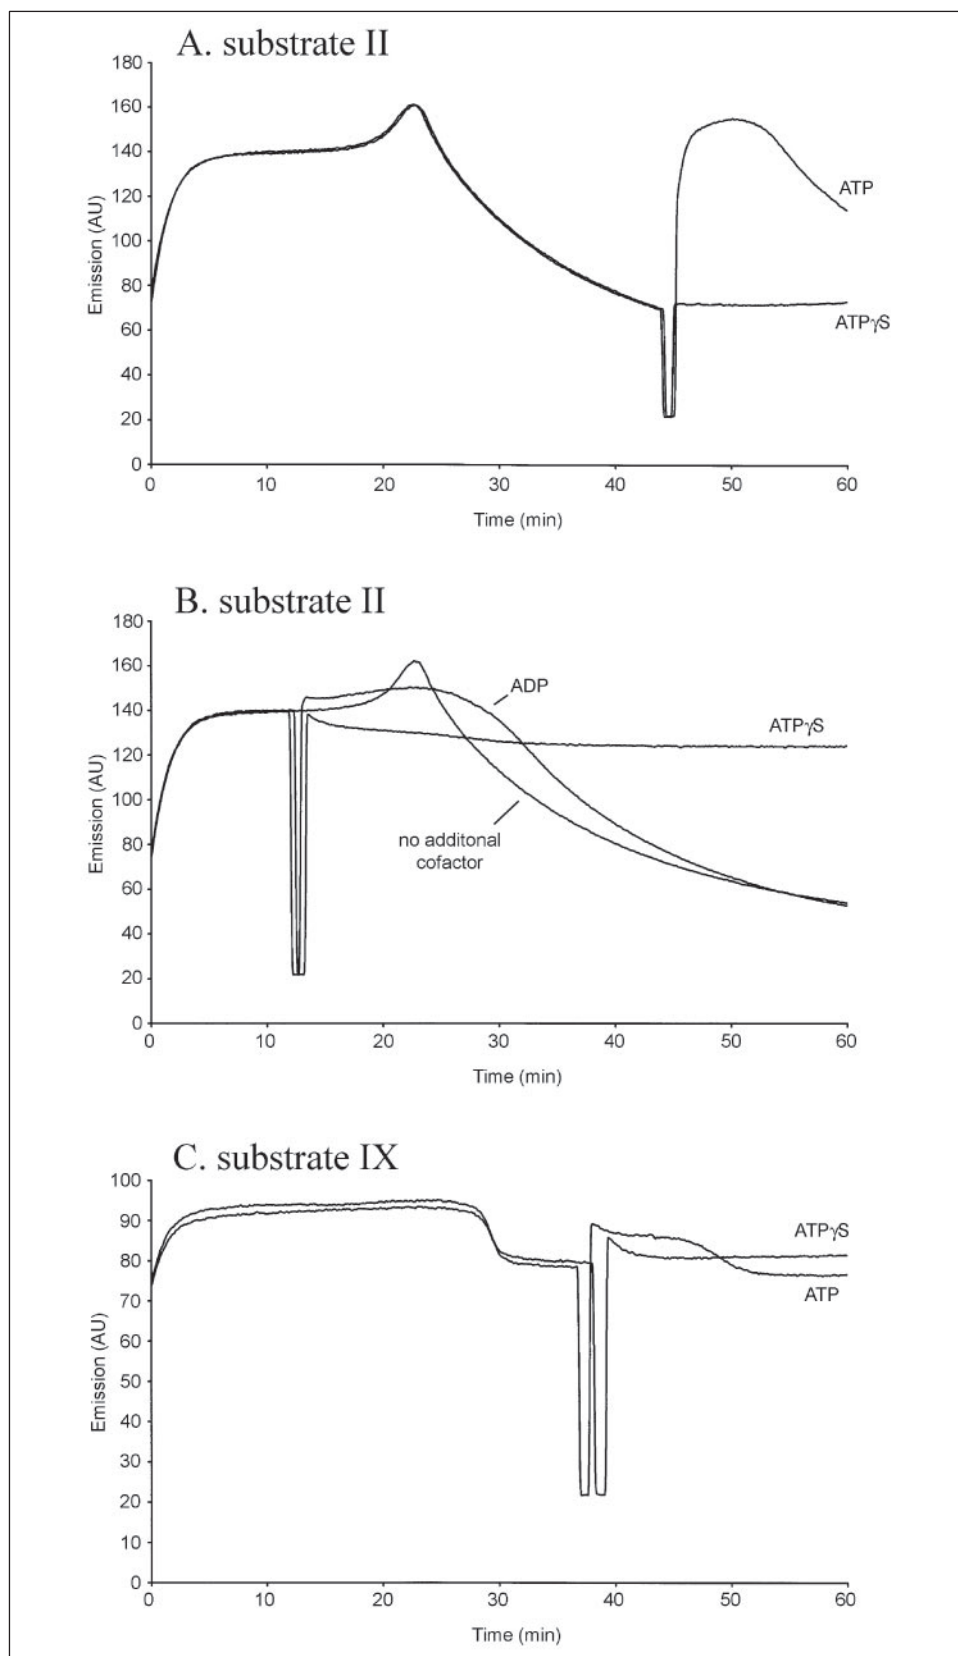 A. substrate II
180
160
140
120
100
80
60
40
20
0
Emission (AU)
ATP
ATPγS
0 10 20 30 40 50 60
Time (min)
B. substrate II
180
160
140
120
100
80
60
40
20
0
Emission (AU)
ADP
ATPγS
no additonal
cofactor
0 10 20 30 40 50 60
Time (min)
C. substrate IX
100
90
80
70
60
50
40
30
20
10
0
Emission (AU)
ATPγS
ATP
0 10 20 30 40 50 60
Time (min)